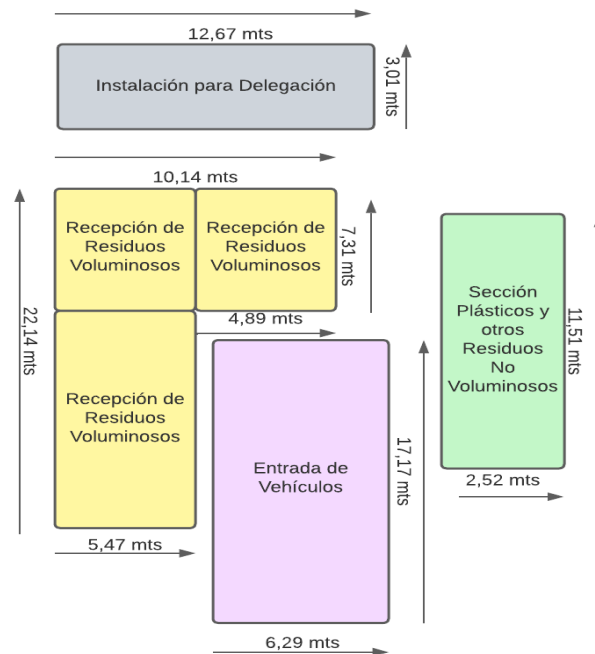 12,67 mts
Instalación para Delegación
3,01 mts
10,14 mts
Recepción de
Residuos
Voluminosos
Recepción de
Residuos
Voluminosos
7,31 mts
22,14 mts
4,89 mts
Recepción de
Residuos
Voluminosos
5,47 mts
Entrada de
Vehículos
17,17 mts
6,29 mts
Sección
Plásticos y
otros
Residuos
No
Voluminosos
11,51 mts
2,52 mts